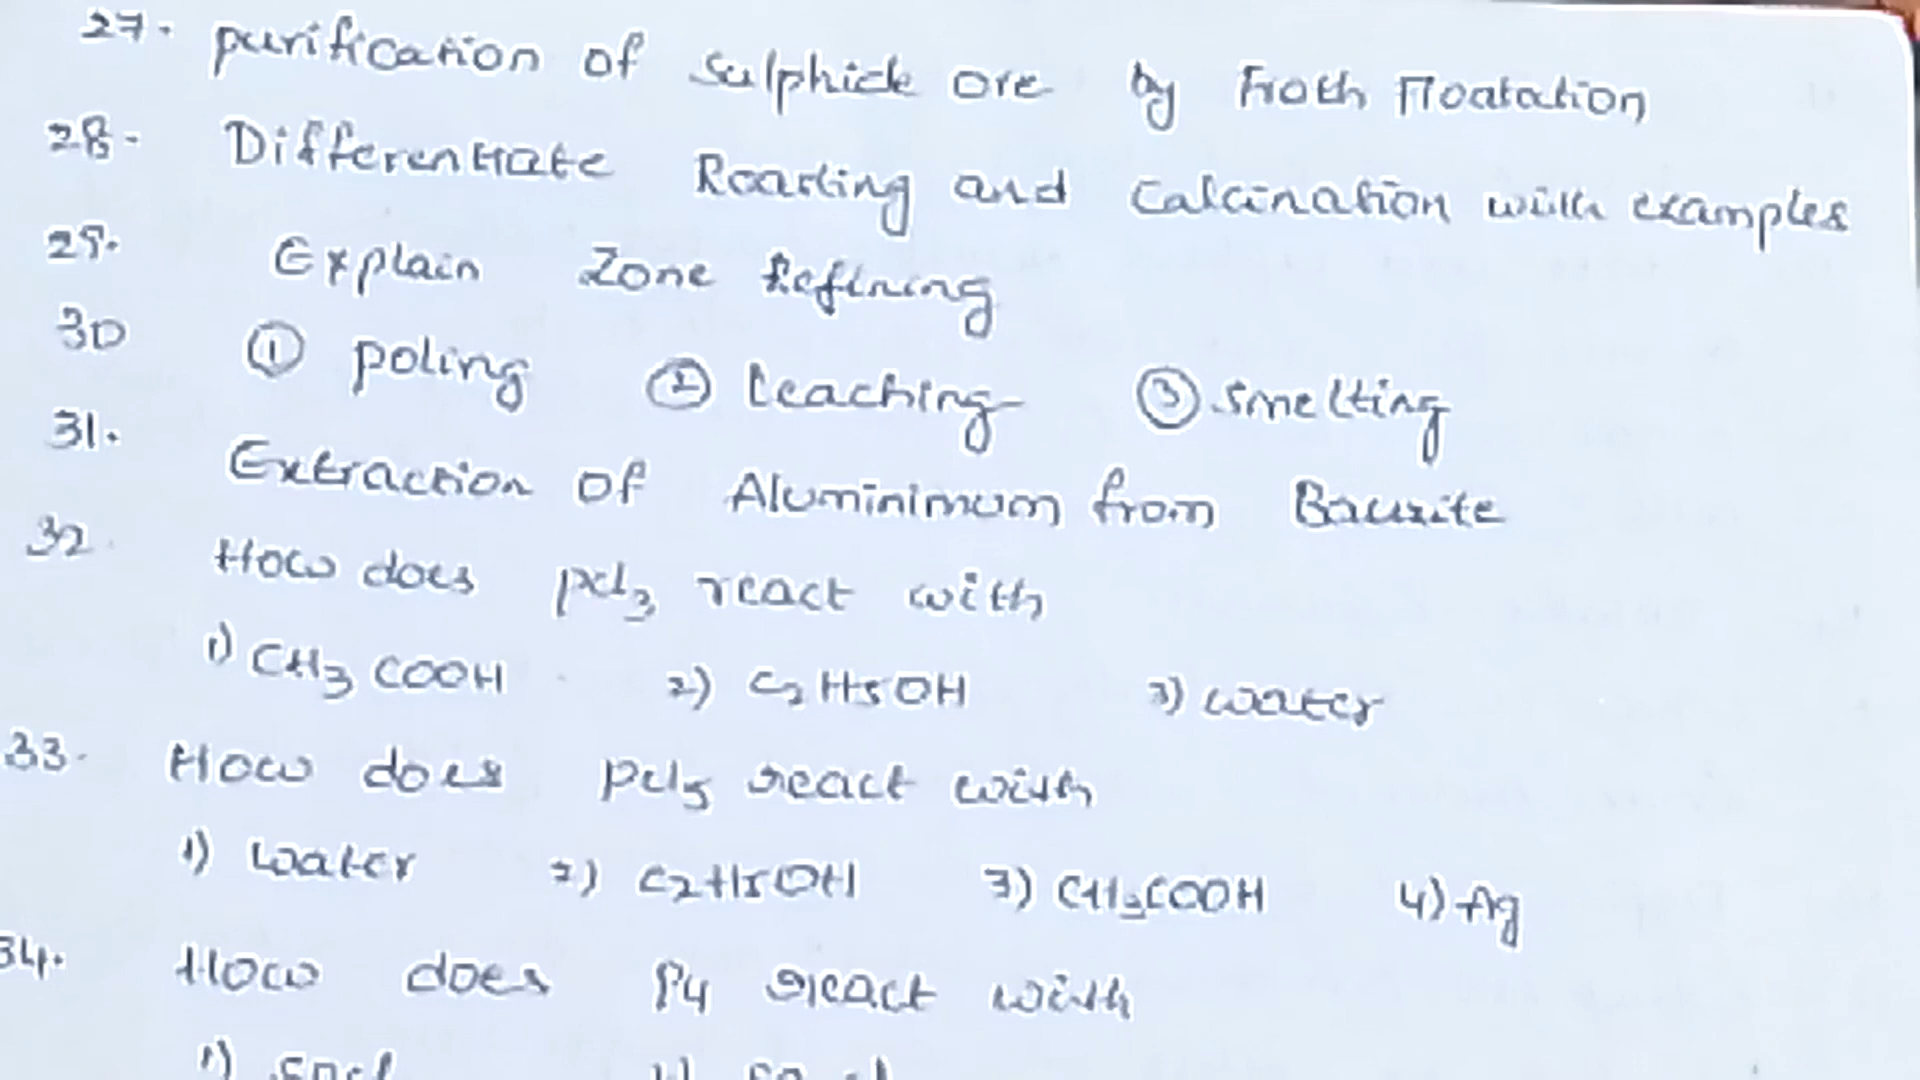 27. purification of sulphide ore by Froth Floatation
28. Differentiate Roasting and Calcination with examples
29. Explain Zone Refining
30 ① poling ② Leaching ③ smelting
31. Extraction of Aluminimum from Bauxite
32. How does pcl3 react with
1) CH3 COOH 2) C2H5OH 3) water
33. How does pcl5 react with
1) water 2) C2H5OH 3) CH3COOH 4) Ag
34. How does P4 react with
1)